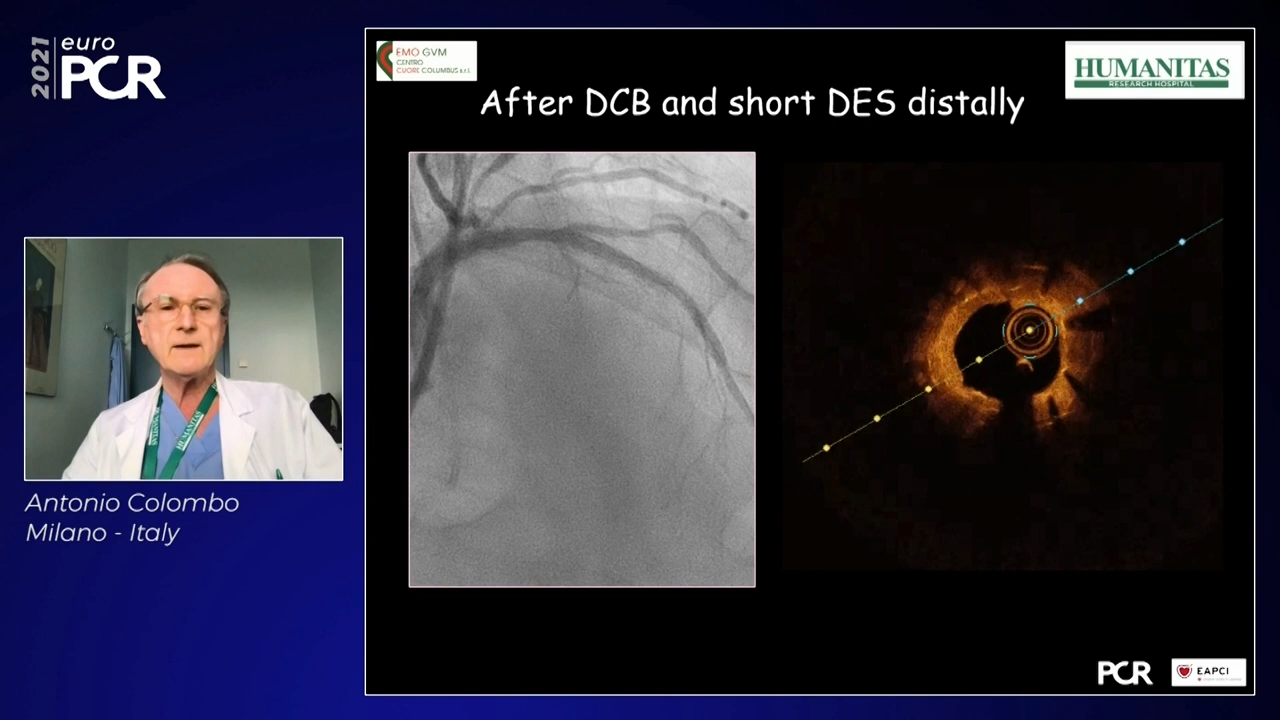 2021
euro
PCR
EMO GVM
CENTRO
CUORE COLUMBUS s.r.l.
HUMANITAS
RESEARCH HOSPITAL
After DCB and short DES distally
HUMANITAS
Antonio Colombo
Milano - Italy
PCR
EAPCI